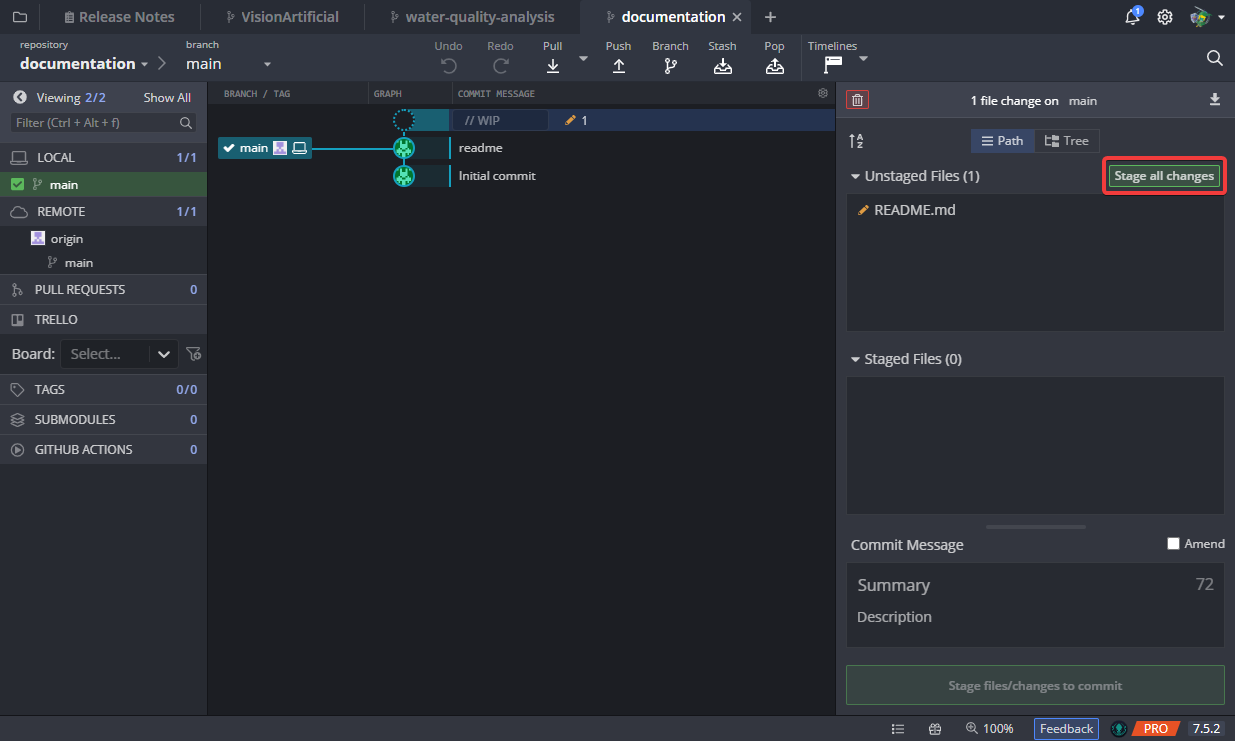 Release Notes
VisionArtificial
water-quality-analysis
documentation
1
repository
documentation
branch
main
Undo
Redo
Pull
Push
Branch
Stash
Pop
Timelines
Viewing 2/2
Show All
Filter (Ctrl + Alt + f)
LOCAL
1/1
main
REMOTE
1/1
origin
main
PULL REQUESTS
0
TRELLO
Board:
Select...
TAGS
0/0
SUBMODULES
0
GITHUB ACTIONS
0
BRANCH / TAG
GRAPH
COMMIT MESSAGE
// WIP
1
main
readme
Initial commit
1 file change on main
Path
Tree
Unstaged Files (1)
Stage all changes
README.md
Staged Files (0)
Commit Message
Amend
Summary
72
Description
Stage files/changes to commit
100%
Feedback
PRO
7.5.2